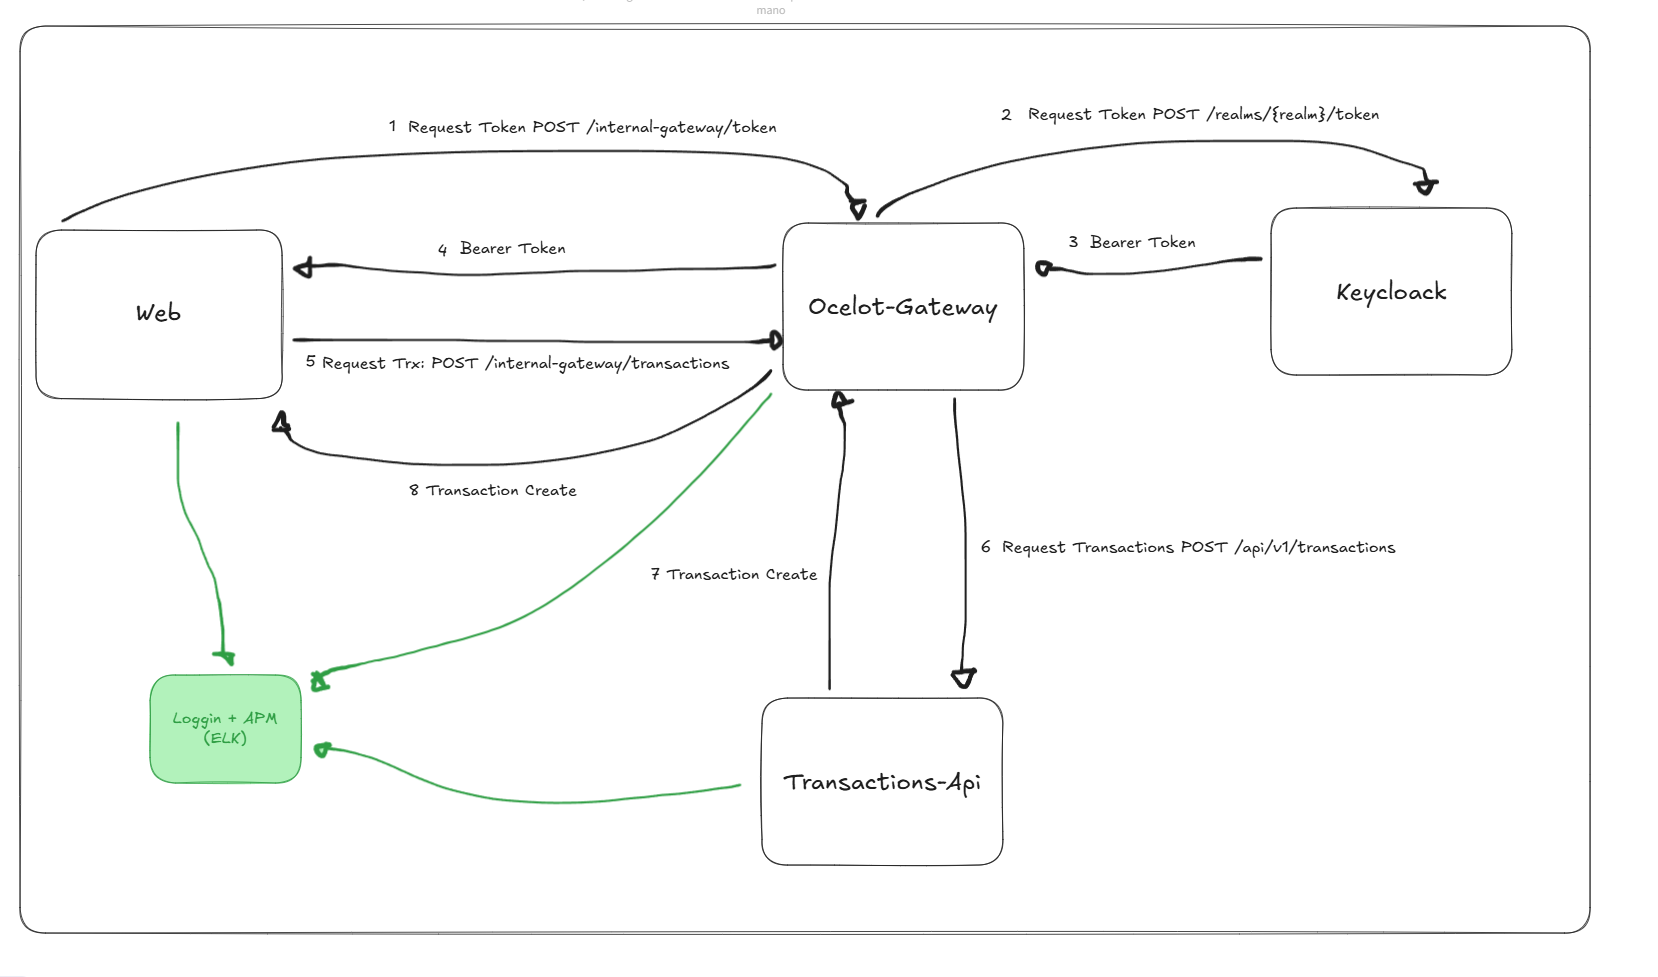 mano
1 Request Token POST /internal-gateway/token
2 Request Token POST /realms/{realm}/token
4 Bearer Token
3 Bearer Token
Web
Ocelot-Gateway
Keycloack
5 Request Trx: POST /internal-gateway/transactions
8 Transaction Create
7 Transaction Create
6 Request Transactions POST /api/v1/transactions
Loggin + APM
(ELK)
Transactions-Api